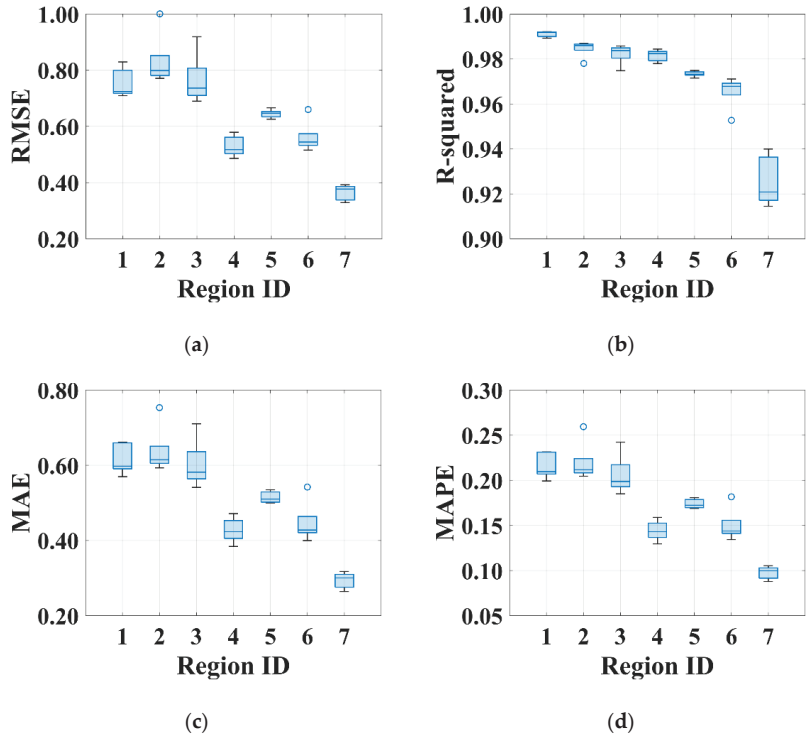 (a)
RMSE
1.00
0.80
0.60
0.40
0.20
1 2 3 4 5 6 7
Region ID
(b)
R-squared
1.00
0.98
0.96
0.94
0.92
0.90
1 2 3 4 5 6 7
Region ID
(c)
MAE
0.80
0.60
0.40
0.20
1 2 3 4 5 6 7
Region ID
(d)
MAPE
0.30
0.25
0.20
0.15
0.10
0.05
1 2 3 4 5 6 7
Region ID